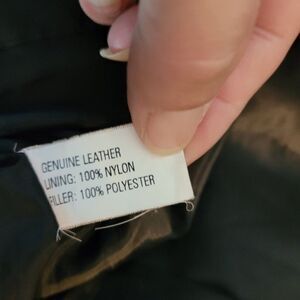 GENUINE LEATHER
LINING: 100% NYLON
FILLER: 100% POLYESTER